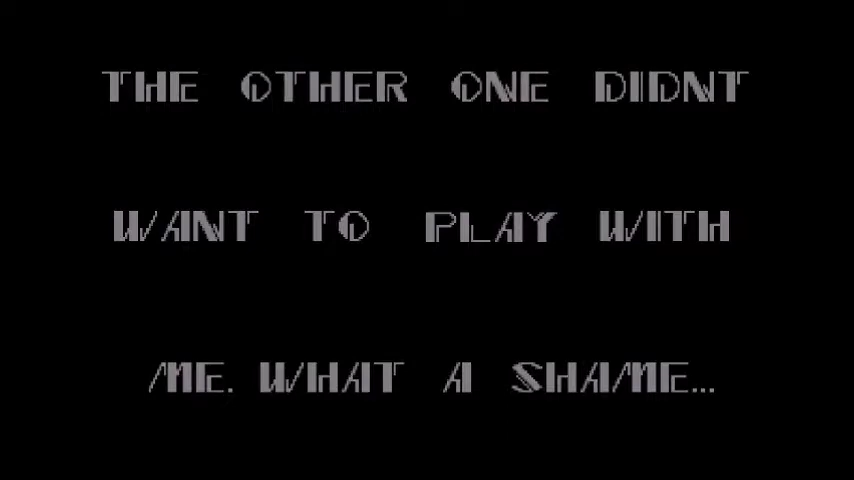 THE OTHER ONE DIDNT
WANT TO PLAY WITH
ME. WHAT A SHAME...